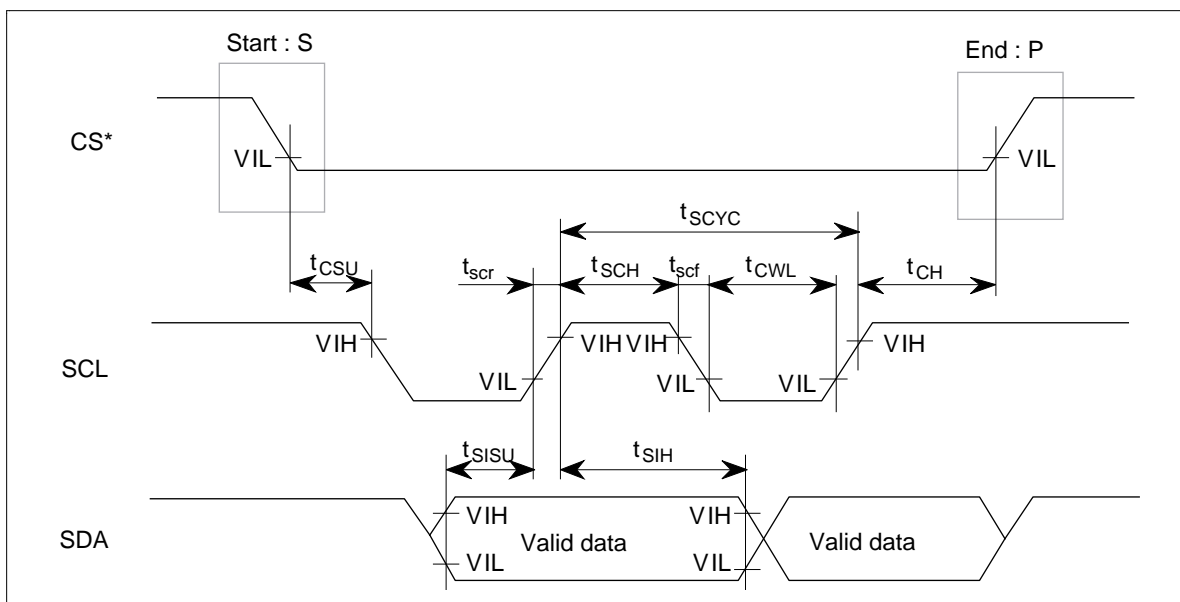 Start : S
End : P
CS*
VIL
VIL
tSCYC
tCSU
tscr
tSCH
tscf
tCWL
tCH
VIH
VIH VIH
VIH
SCL
VIL
VIL
VIL
tSISU
tSIH
VIH
VIH
SDA
Valid data
Valid data
VIL
VIL